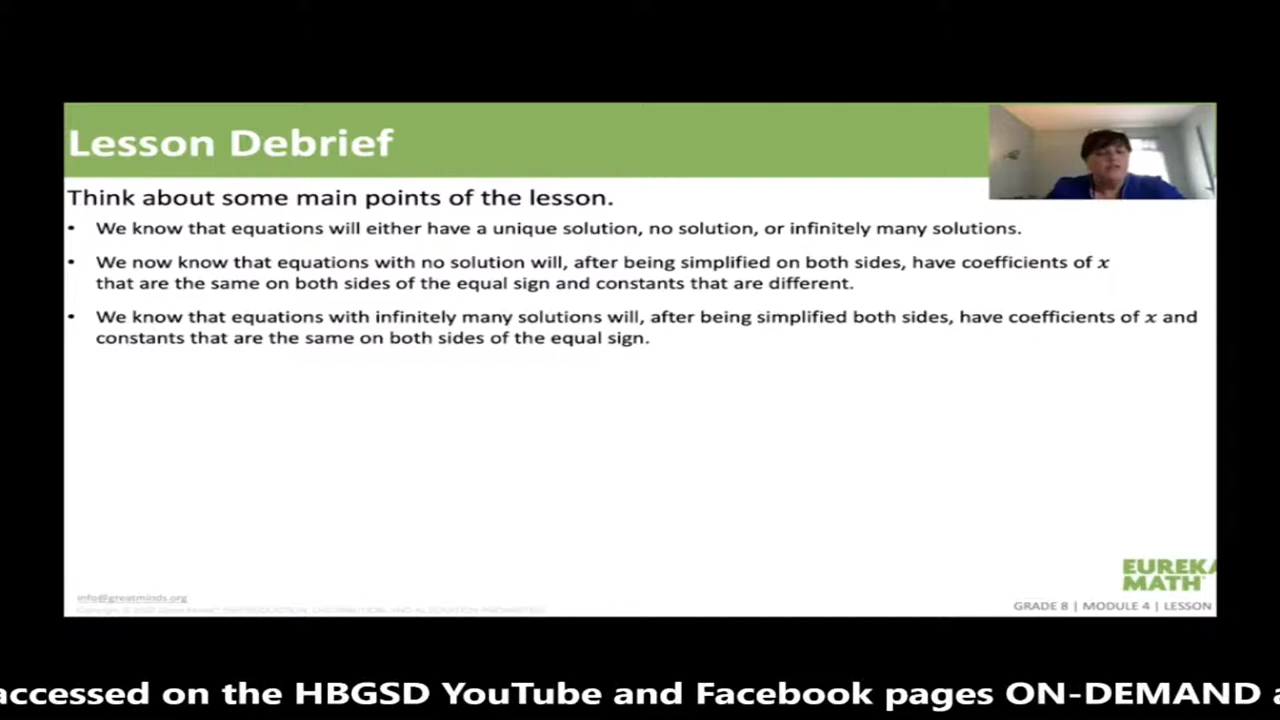 Lesson Debrief
Think about some main points of the lesson.
• We know that equations will either have a unique solution, no solution, or infinitely many solutions.
• We now know that equations with no solution will, after being simplified on both sides, have coefficients of x
that are the same on both sides of the equal sign and constants that are different.
• We know that equations with infinitely many solutions will, after being simplified both sides, have coefficients of x and
constants that are the same on both sides of the equal sign.
EUREKA
MATH
info@greatminds.org
GRADE 8 | MODULE 4 | LESSON
accessed on the HBGSD YouTube and Facebook pages ON-DEMAND a